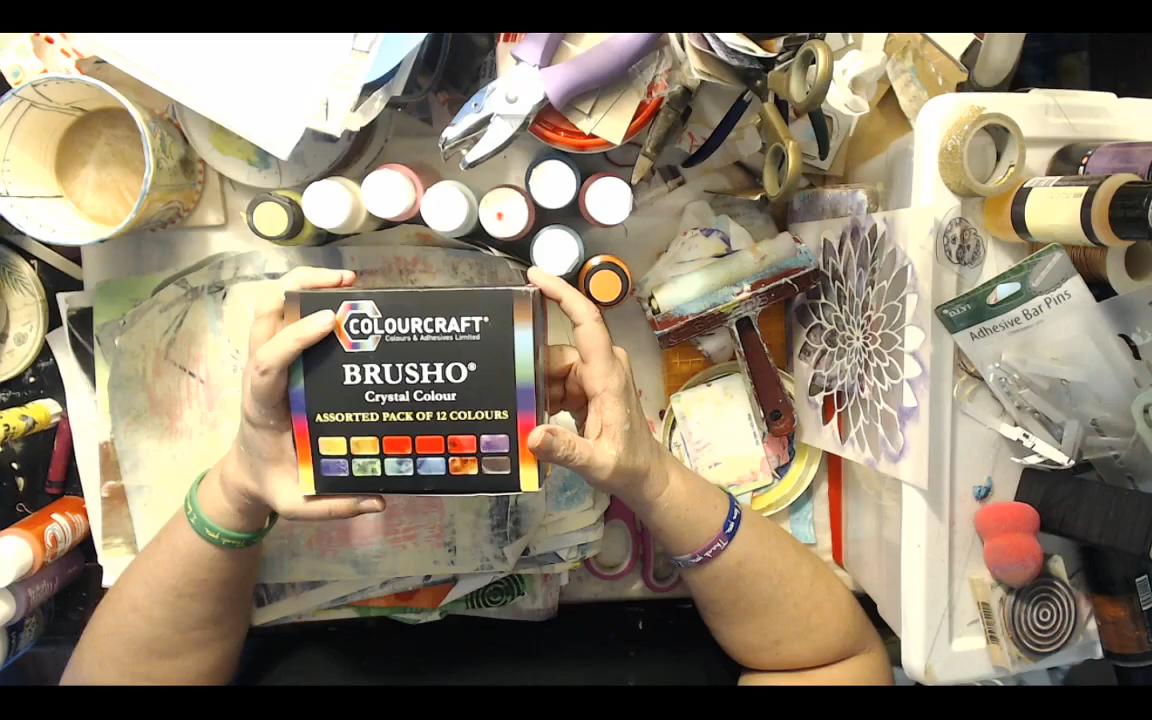 COLOURCRAFT®
Colours & Adhesives Limited
BRUSHO®
Crystal Colour
ASSORTED PACK OF 12 COLOURS
Adhesive Bar Pins